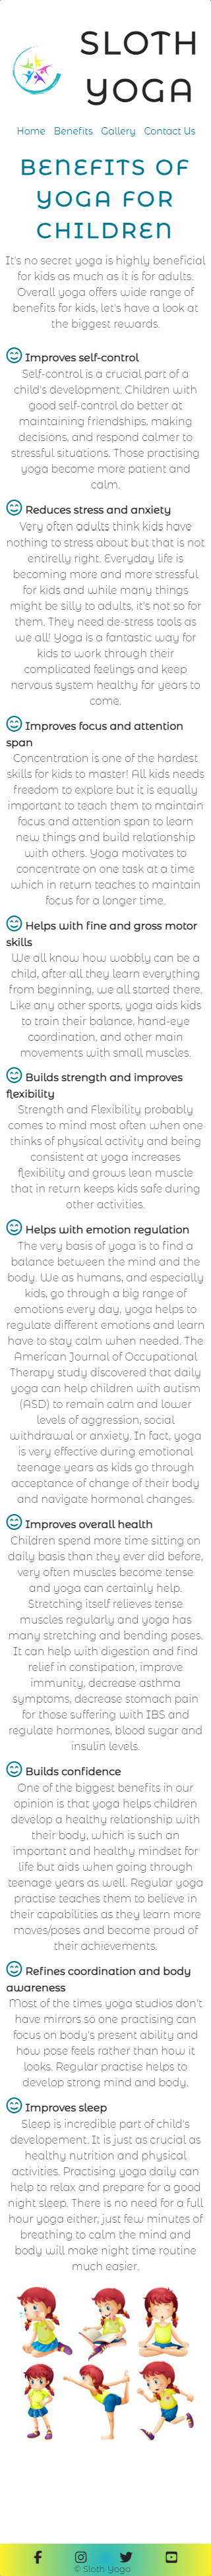 SLOTH
YOGA
Home Benefits Gallery Contact Us
BENEFITS OF
YOGA FOR
CHILDREN
It's no secret yoga is highly beneficial
for kids as much as it is for adults.
Overall yoga offers wide range of
benefits for kids, let's have a look at
the biggest rewards.
Improves self-control
Self-control is a crucial part of a
child's development. Children with
good self-control do better at
maintaining friendships, making
decisions, and respond calmer to
stressful situations. Those practising
yoga become more patient and
calm.
Reduces stress and anxiety
Very often adults think kids have
nothing to stress about but that is not
entirelly right. Everyday life is
becoming more and more stressful
for kids and while many things
might be silly to adults, it's not so for
them. They need de-stress tools as
we all! Yoga is a fantastic way for
kids to work through their
complicated feelings and keep
nervous system healthy for years to
come.
Improves focus and attention
span
Concentration is one of the hardest
skills for kids to master! All kids needs
freedom to explore but it is equally
important to teach them to maintain
focus and attention span to learn
new things and build relationship
with others. Yoga motivates to
concentrate on one task at a time
which in return teaches to maintain
focus for a longer time.
Helps with fine and gross motor
skills
We all know how wobbly can be a
child, after all they learn everything
from beginning, we all started there.
Like any other sports, yoga aids kids
to train their balance, hand-eye
coordination, and other main
movements with small muscles.
Builds strength and improves
flexibility
Strength and Flexibility probably
comes to mind most often when one
thinks of physical activity and being
consistent at yoga increases
flexibility and grows lean muscle
that in return keeps kids safe during
other activities.
Helps with emotion regulation
The very basis of yoga is to find a
balance between the mind and the
body. We as humans, and especially
kids, go through a big range of
emotions every day, yoga helps to
regulate different emotions and learn
have to stay calm when needed. The
American Journal of Occupational
Therapy study discovered that daily
yoga can help children with autism
(ASD) to remain calm and lower
levels of aggression, social
withdrawal or anxiety. In fact, yoga
is very effective during emotional
teenage years as kids go through
acceptance of change of their body
and navigate hormonal changes.
Improves overall health
Children spend more time sitting on
daily basis than they ever did before,
very often muscles become tense
and yoga can certainly help.
Stretching itself relieves tense
muscles regularly and yoga has
many stretching and bending poses.
It can help with digestion and find
relief in constipation, improve
immunity, decrease asthma
symptoms, decrease stomach pain
for those suffering with IBS and
regulate hormones, blood sugar and
insulin levels.
Builds confidence
One of the biggest benefits in our
opinion is that yoga helps children
develop a healthy relationship with
their body, which is such an
important and healthy mindset for
life but aids when going through
teenage years as well. Regular yoga
practise teaches them to believe in
their capabilities as they learn more
moves/poses and become proud of
their achievements.
Refines coordination and body
awareness
Most of the times yoga studios don't
have mirrors so one practising can
focus on body's present ability and
how pose feels rather than how it
looks. Regular practise helps to
develop strong mind and body.
Improves sleep
Sleep is incredible part of child's
developement. It is just as crucial as
healthy nutrition and physical
activities. Practising yoga daily can
help to relax and prepare for a good
night sleep. There is no need for a full
hour yoga either, just few minutes of
breathing to calm the mind and
body will make night time routine
much easier.
© Sloth Yoga